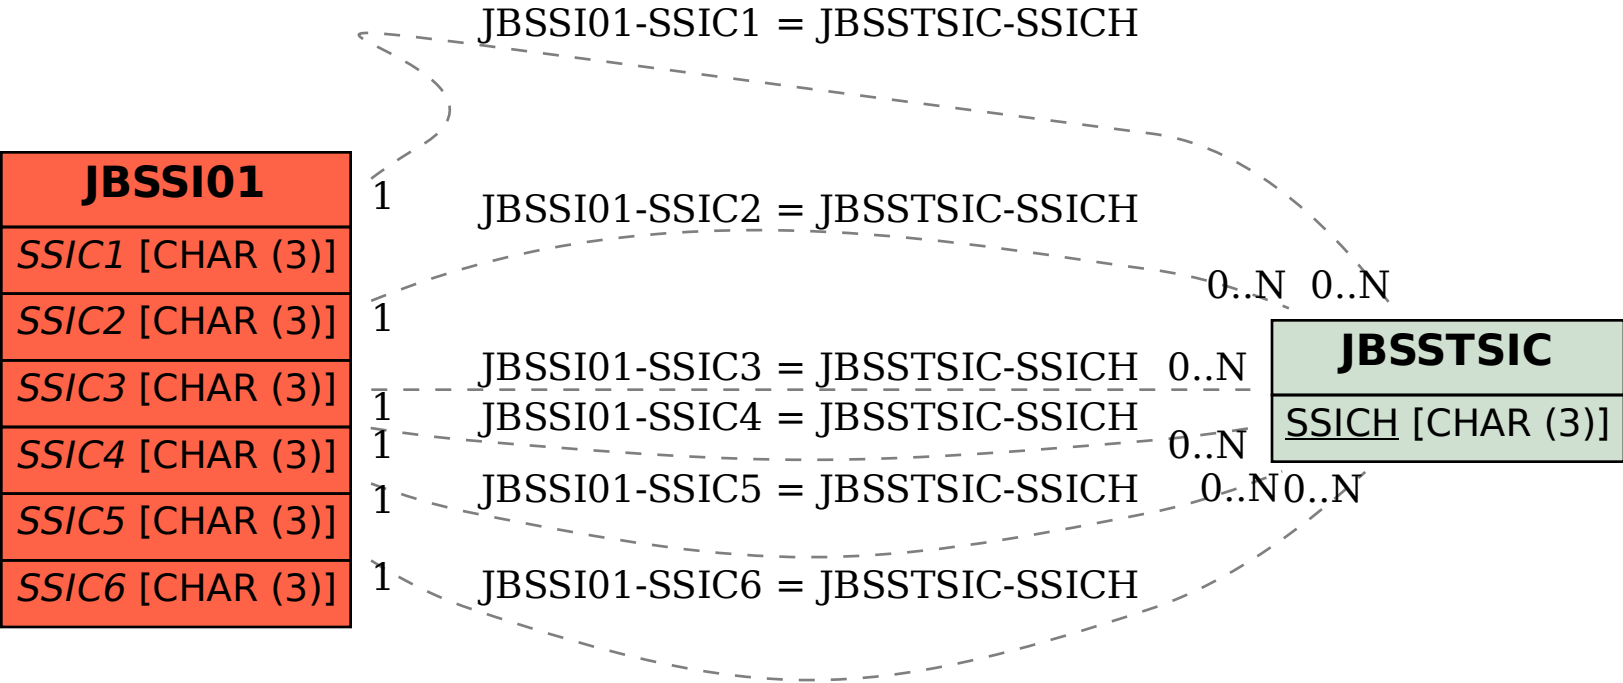 JBSSI01-SSIC1 = JBSSTSIC-SSICH
JBSSI01
1
JBSSI01-SSIC2 = JBSSTSIC-SSICH
SSIC1 [CHAR (3)]
0..N 0..N
SSIC2 [CHAR (3)]
1
JBSSTSIC
JBSSI01-SSIC3 = JBSSTSIC-SSICH 0..N
SSIC3 [CHAR (3)]
1
JBSSI01-SSIC4 = JBSSTSIC-SSICH
SSICH [CHAR (3)]
1
0..N
SSIC4 [CHAR (3)]
JBSSI01-SSIC5 = JBSSTSIC-SSICH
0..N 0..N
1
SSIC5 [CHAR (3)]
1
JBSSI01-SSIC6 = JBSSTSIC-SSICH
SSIC6 [CHAR (3)]